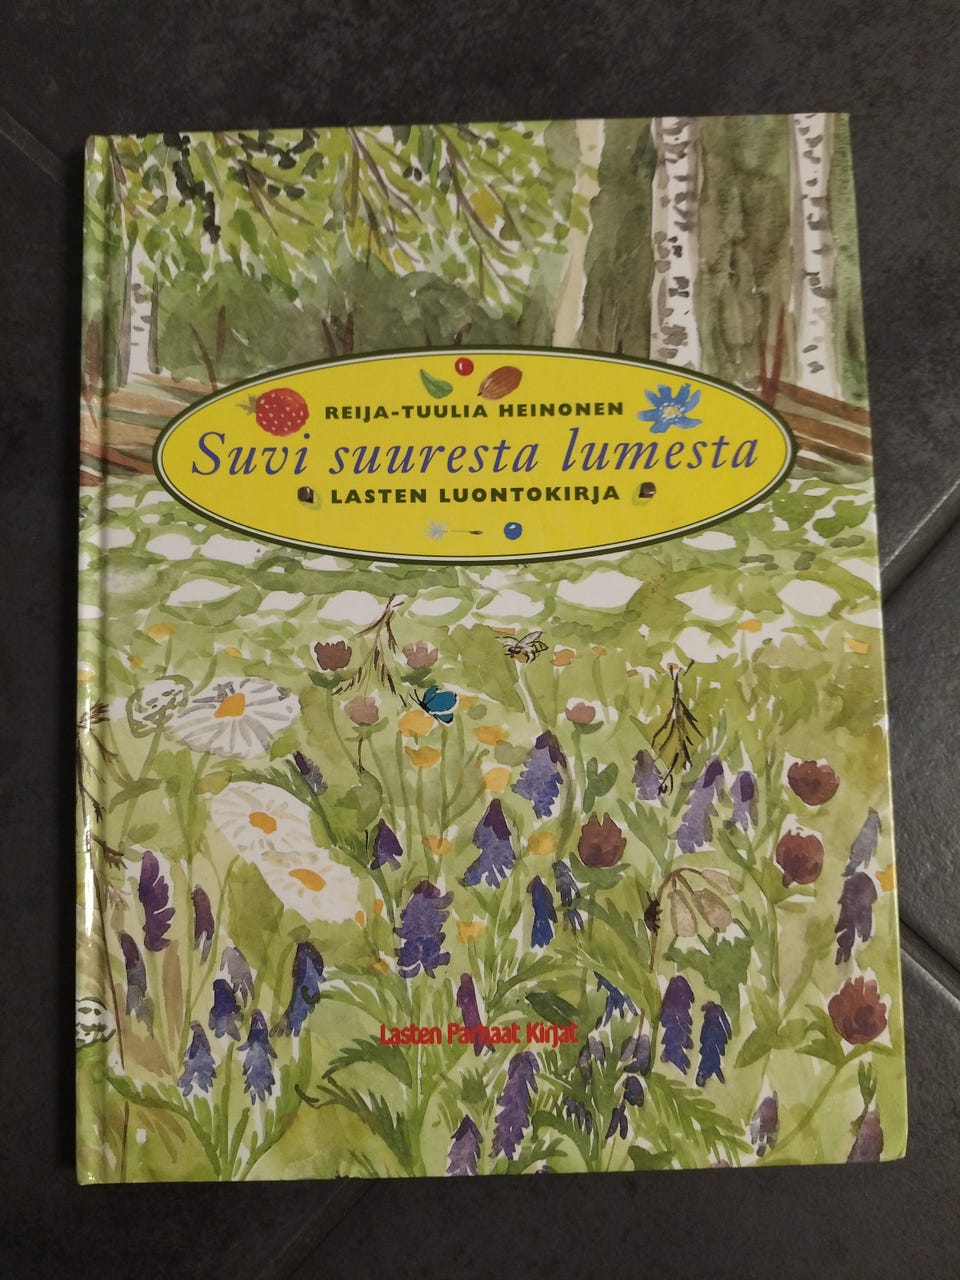 REIJA-TUULIA HEINONEN
Suvi suuresta lumesta
LASTEN LUONTOKIRJA
Lasten Parhaat Kirjat